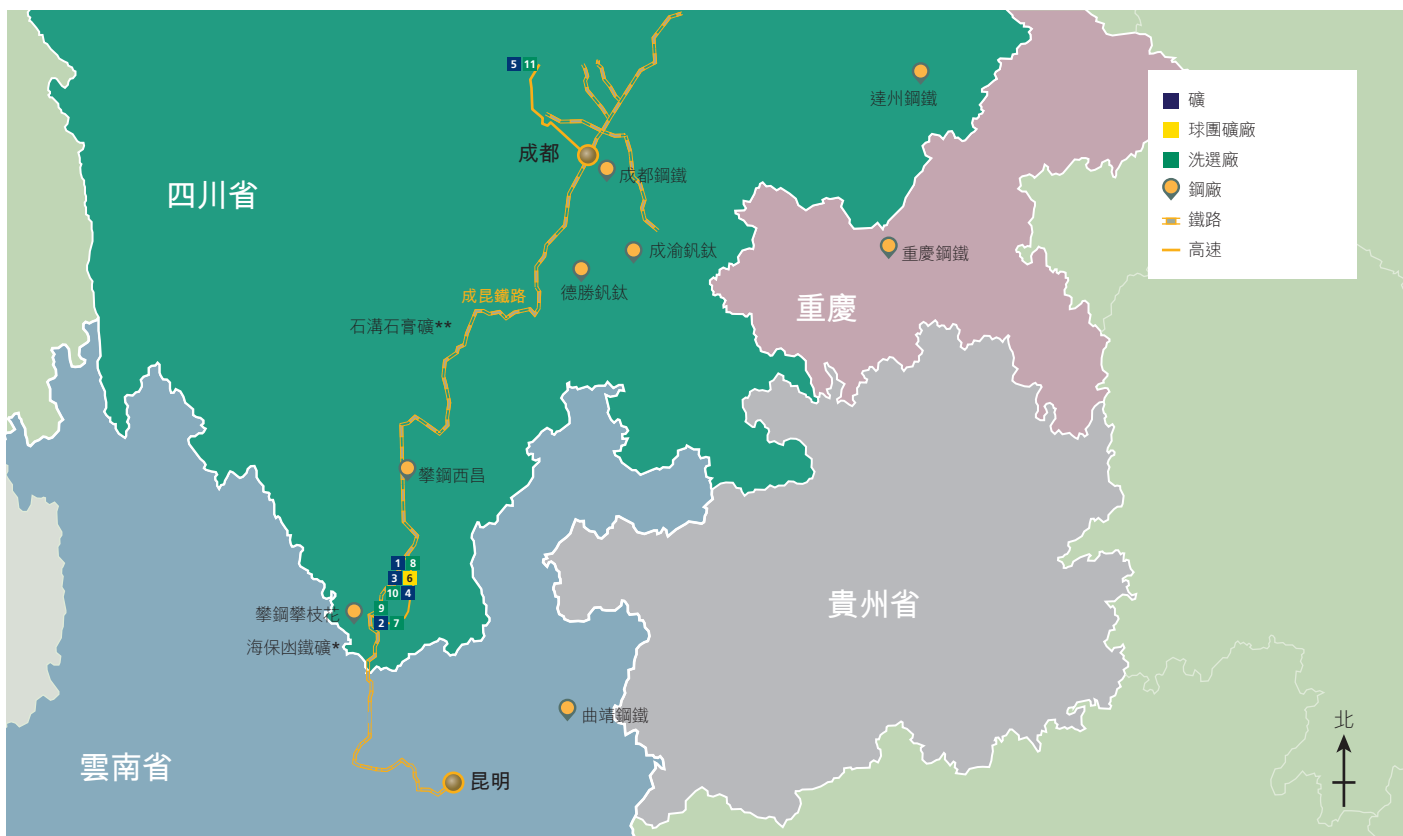 5 11
達州鋼鐵
礦
球團礦廠
洗選廠
鋼廠
鐵路
高速
成都
成都鋼鐵
四川省
成渝釩鈦
重慶鋼鐵
德勝釩鈦
成昆鐵路
重慶
石溝石膏礦**
攀鋼西昌
1 8
3 6
10 4
9
2 7
攀鋼攀枝花
貴州省
海保凼鐵礦*
曲靖鋼鐵
北
雲南省
昆明